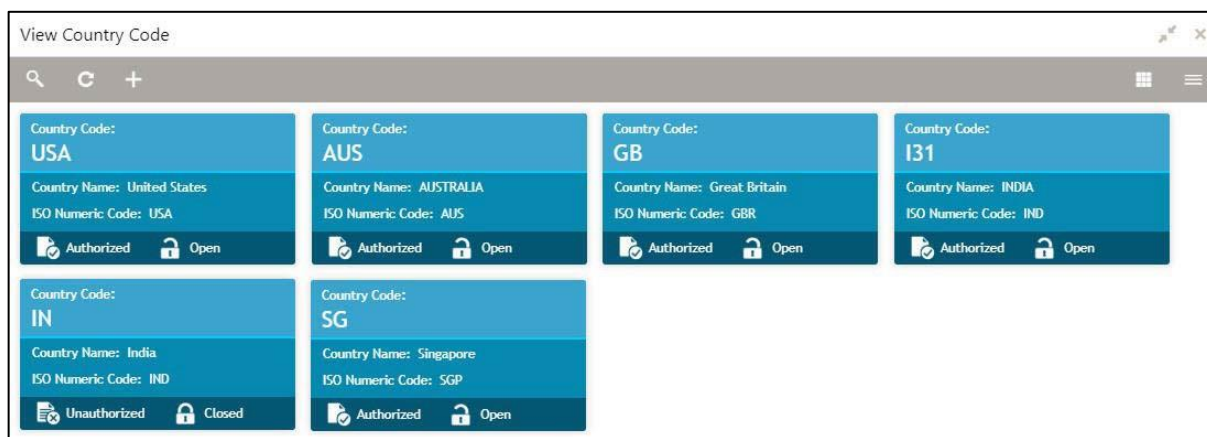 View Country Code
Country Code:
USA
Country Name: United States
ISO Numeric Code: USA
Authorized Open
Country Code:
AUS
Country Name: AUSTRALIA
ISO Numeric Code: AUS
Authorized Open
Country Code:
GB
Country Name: Great Britain
ISO Numeric Code: GBR
Authorized Open
Country Code:
I31
Country Name: INDIA
ISO Numeric Code: IND
Authorized Open
Country Code:
IN
Country Name: India
ISO Numeric Code: IND
Unauthorized Closed
Country Code:
SG
Country Name: Singapore
ISO Numeric Code: SGP
Authorized Open